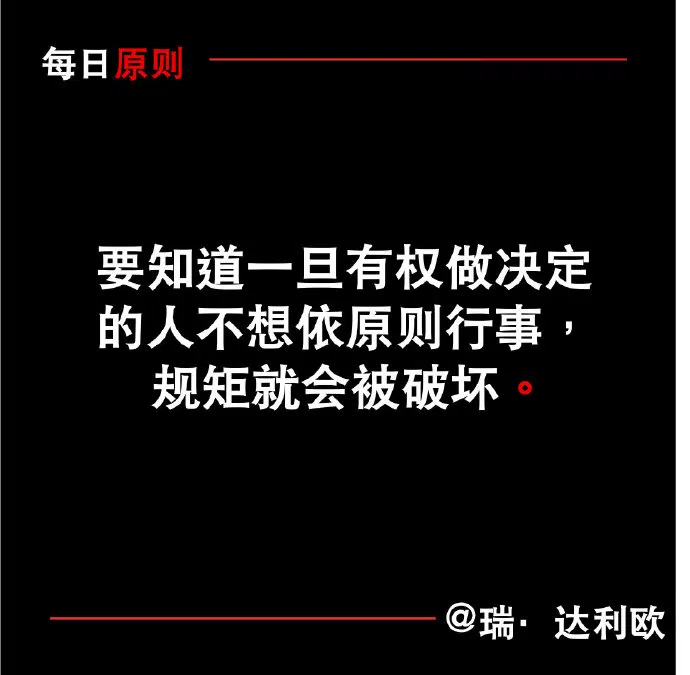 每日原则
要知道一旦有权做决定
的人不想依原则行事，
规矩就会被破坏。
@瑞·达利欧